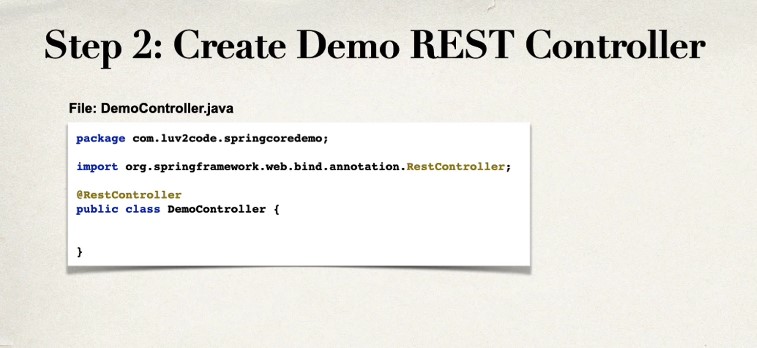 Step 2: Create Demo REST Controller
File: DemoController.java
package com.luv2code.springcoredemo;
import org.springframework.web.bind.annotation.RestController;
@RestController
public class DemoController {
}